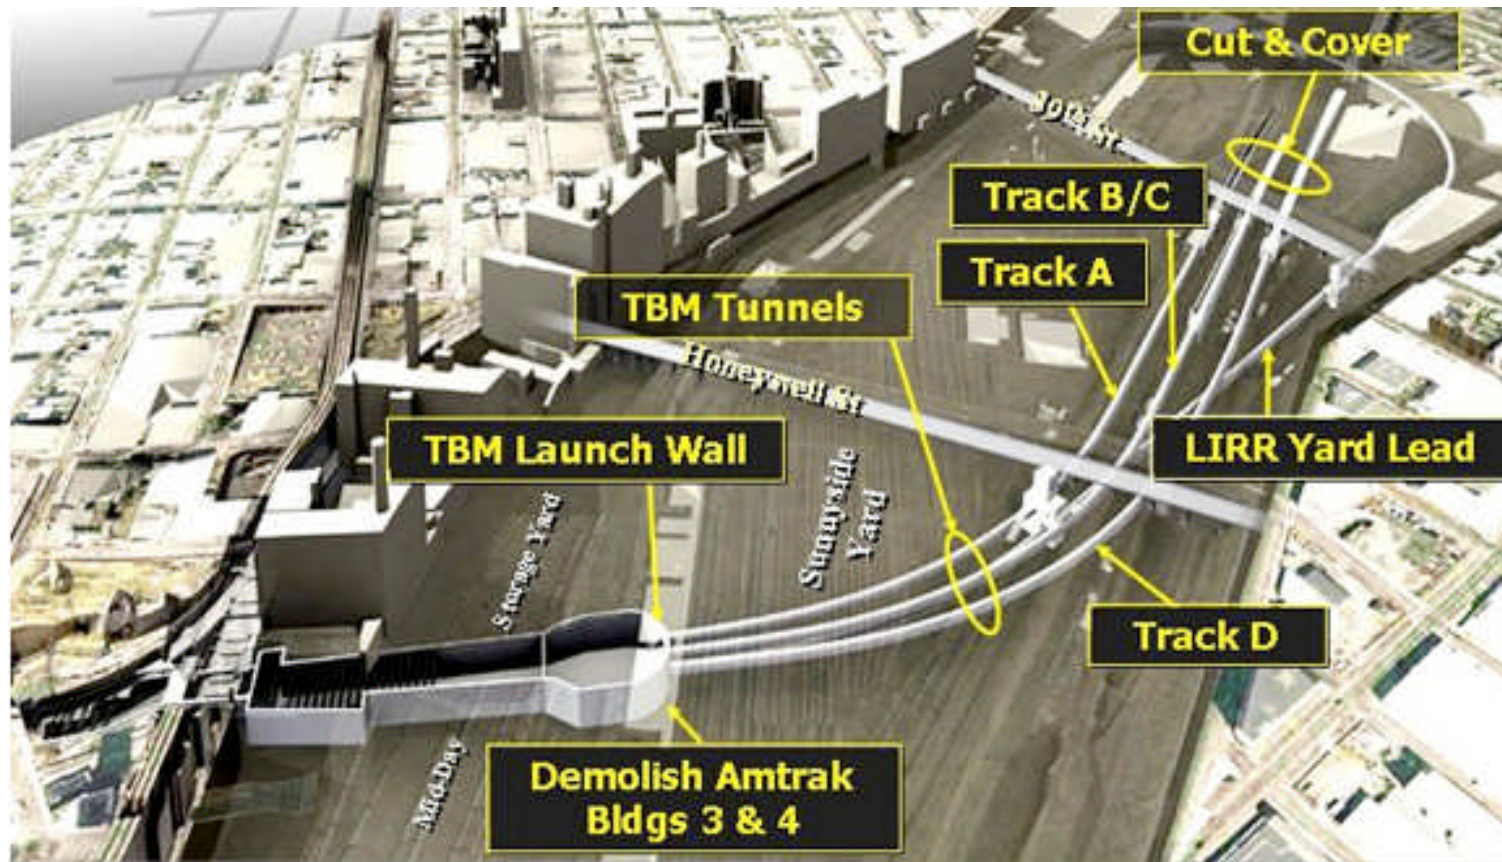 Cut & Cover
39th St
Track B/C
Track A
TBM Tunnels
Honeywell St
TBM Launch Wall
LIRR Yard Lead
Sunnyside
Yard
Storage Yard
Track D
Mid-Day
Demolish Amtrak
Bldgs 3 & 4